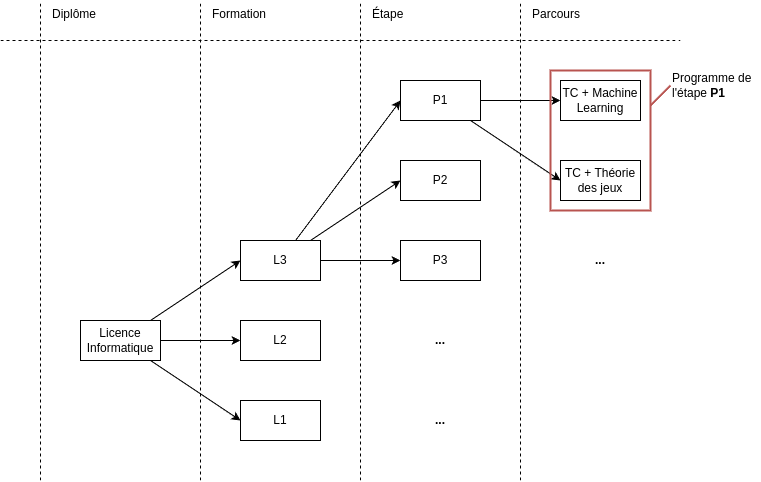 Diplôme
Formation
Étape
Parcours
P1
TC + Machine
Learning
Programme de
l'étape P1
P2
TC + Théorie
des jeux
L3
P3
...
Licence
Informatique
L2
...
L1
...